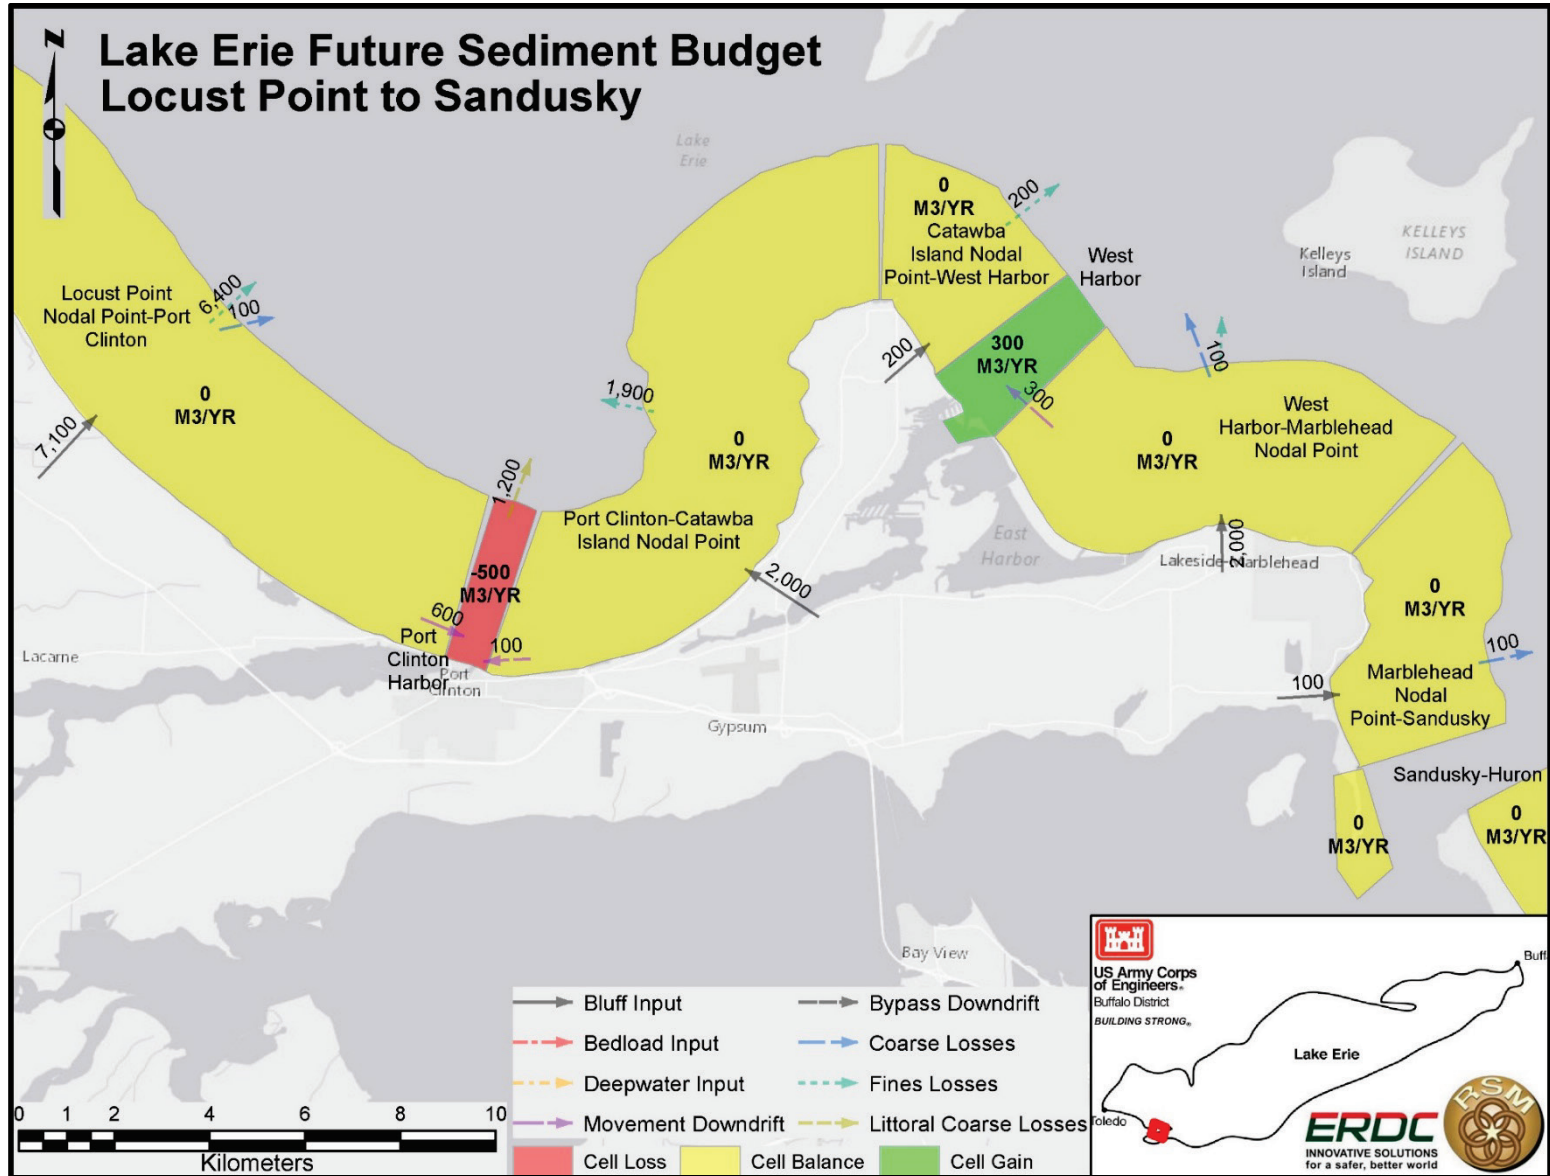 N
Lake Erie Future Sediment Budget
Locust Point to Sandusky
Lake
Erie
0
M3/YR
Catawba
Island Nodal
Point-West Harbor
200
West
Harbor
Kelleys
Island
KELLEYS
ISLAND
Locust Point
Nodal Point-Port
Clinton
6,400
100
0
M3/YR
7,100
1,900
0
M3/YR
200
300
M3/YR
300
100
West
Harbor-Marblehead
Nodal Point
0
M3/YR
1,200
Port Clinton-Catawba
Island Nodal Point
-500
M3/YR
600
100
2,000
East
Harbor
2,000
Lakeside-Marblehead
0
M3/YR
100
100
Marblehead
Nodal
Point-Sandusky
Lacarne
Port
Clinton
Harbor
Port
Clinton
Gypsum
Sandusky-Huron
0
M3/YR
0
M3/YR
Bay View
0 1 2 4 6 8 10
Kilometers
Bluff Input
Bedload Input
Deepwater Input
Movement Downdrift
Bypass Downdrift
Coarse Losses
Fines Losses
Littoral Coarse Losses
Cell Loss
Cell Balance
Cell Gain
US Army Corps
of Engineers®
Buffalo District
BUILDING STRONG®
Buff
Lake Erie
Toledo
ERDC
INNOVATIVE SOLUTIONS
for a safer, better world
RSM